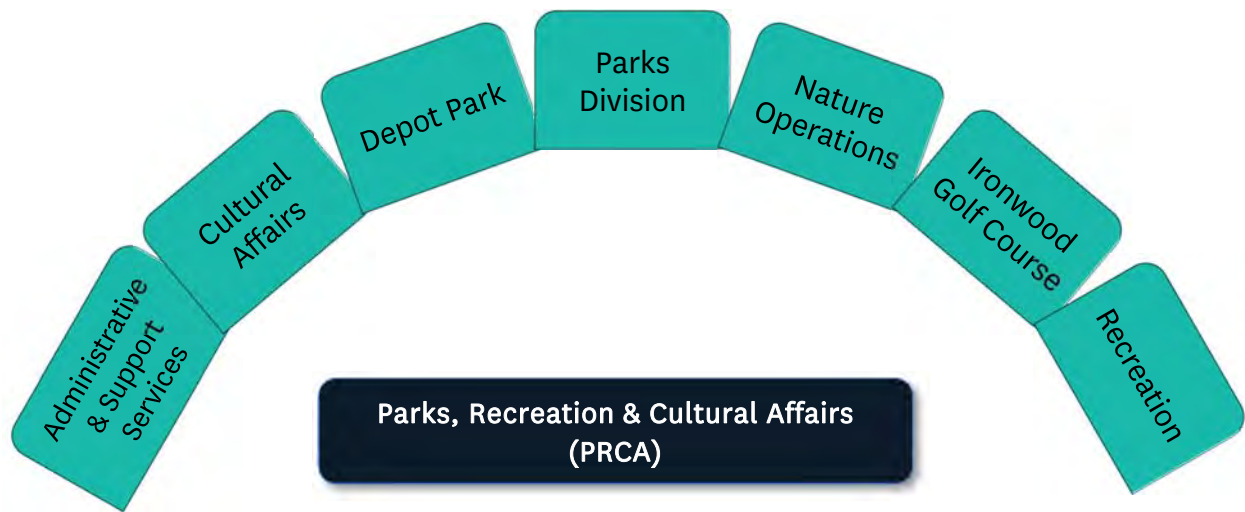 Administrative
& Support
Services
Cultural
Affairs
Depot Park
Parks
Division
Nature
Operations
Ironwood
Golf Course
Recreation
Parks, Recreation & Cultural Affairs
(PRCA)